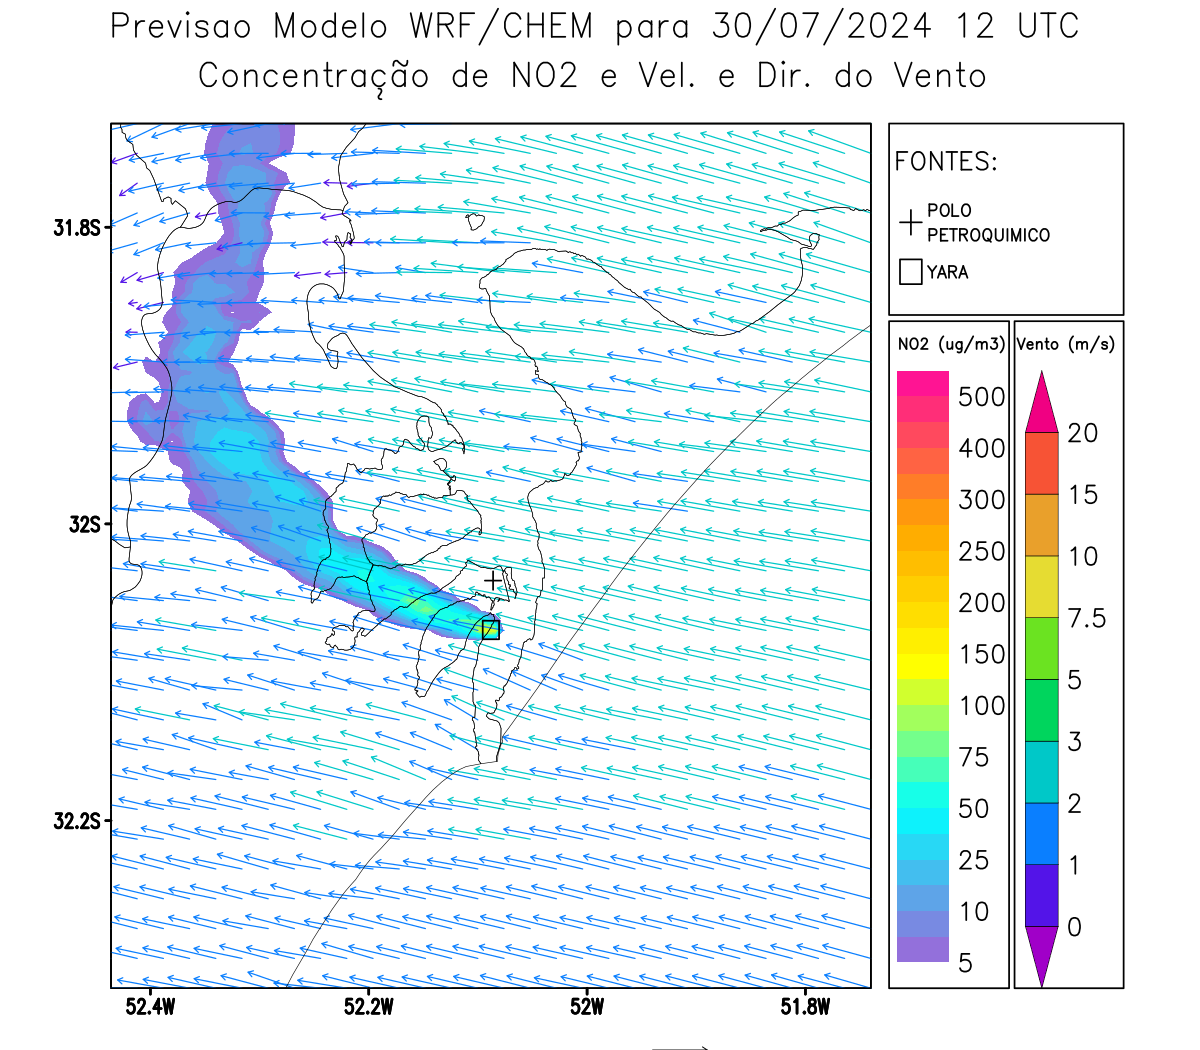 Previsao Modelo WRF/CHEM para 30/07/2024 12 UTC
Concentração de NO2 e Vel. e Dir. do Vento
FONTES:
POLO
PETROQUIMICO
YARA
NO2 (ug/m3)
500
400
300
250
200
150
100
75
50
25
10
5
Vento (m/s)
20
15
10
7.5
5
3
2
1
0
31.8S
32S
32.2S
52.4W
52.2W
52W
51.8W